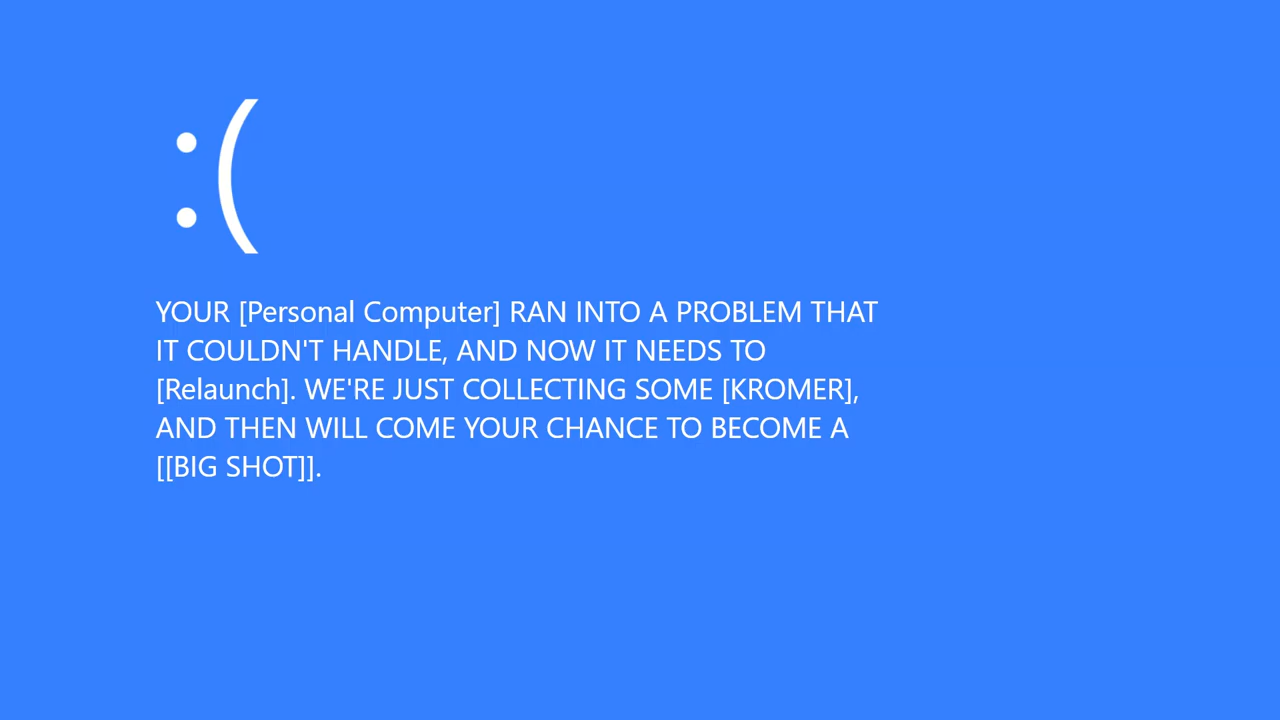 :(
YOUR [Personal Computer] RAN INTO A PROBLEM THAT
IT COULDN'T HANDLE, AND NOW IT NEEDS TO
[Relaunch]. WE'RE JUST COLLECTING SOME [KROMER],
AND THEN WILL COME YOUR CHANCE TO BECOME A
[[BIG SHOT]].